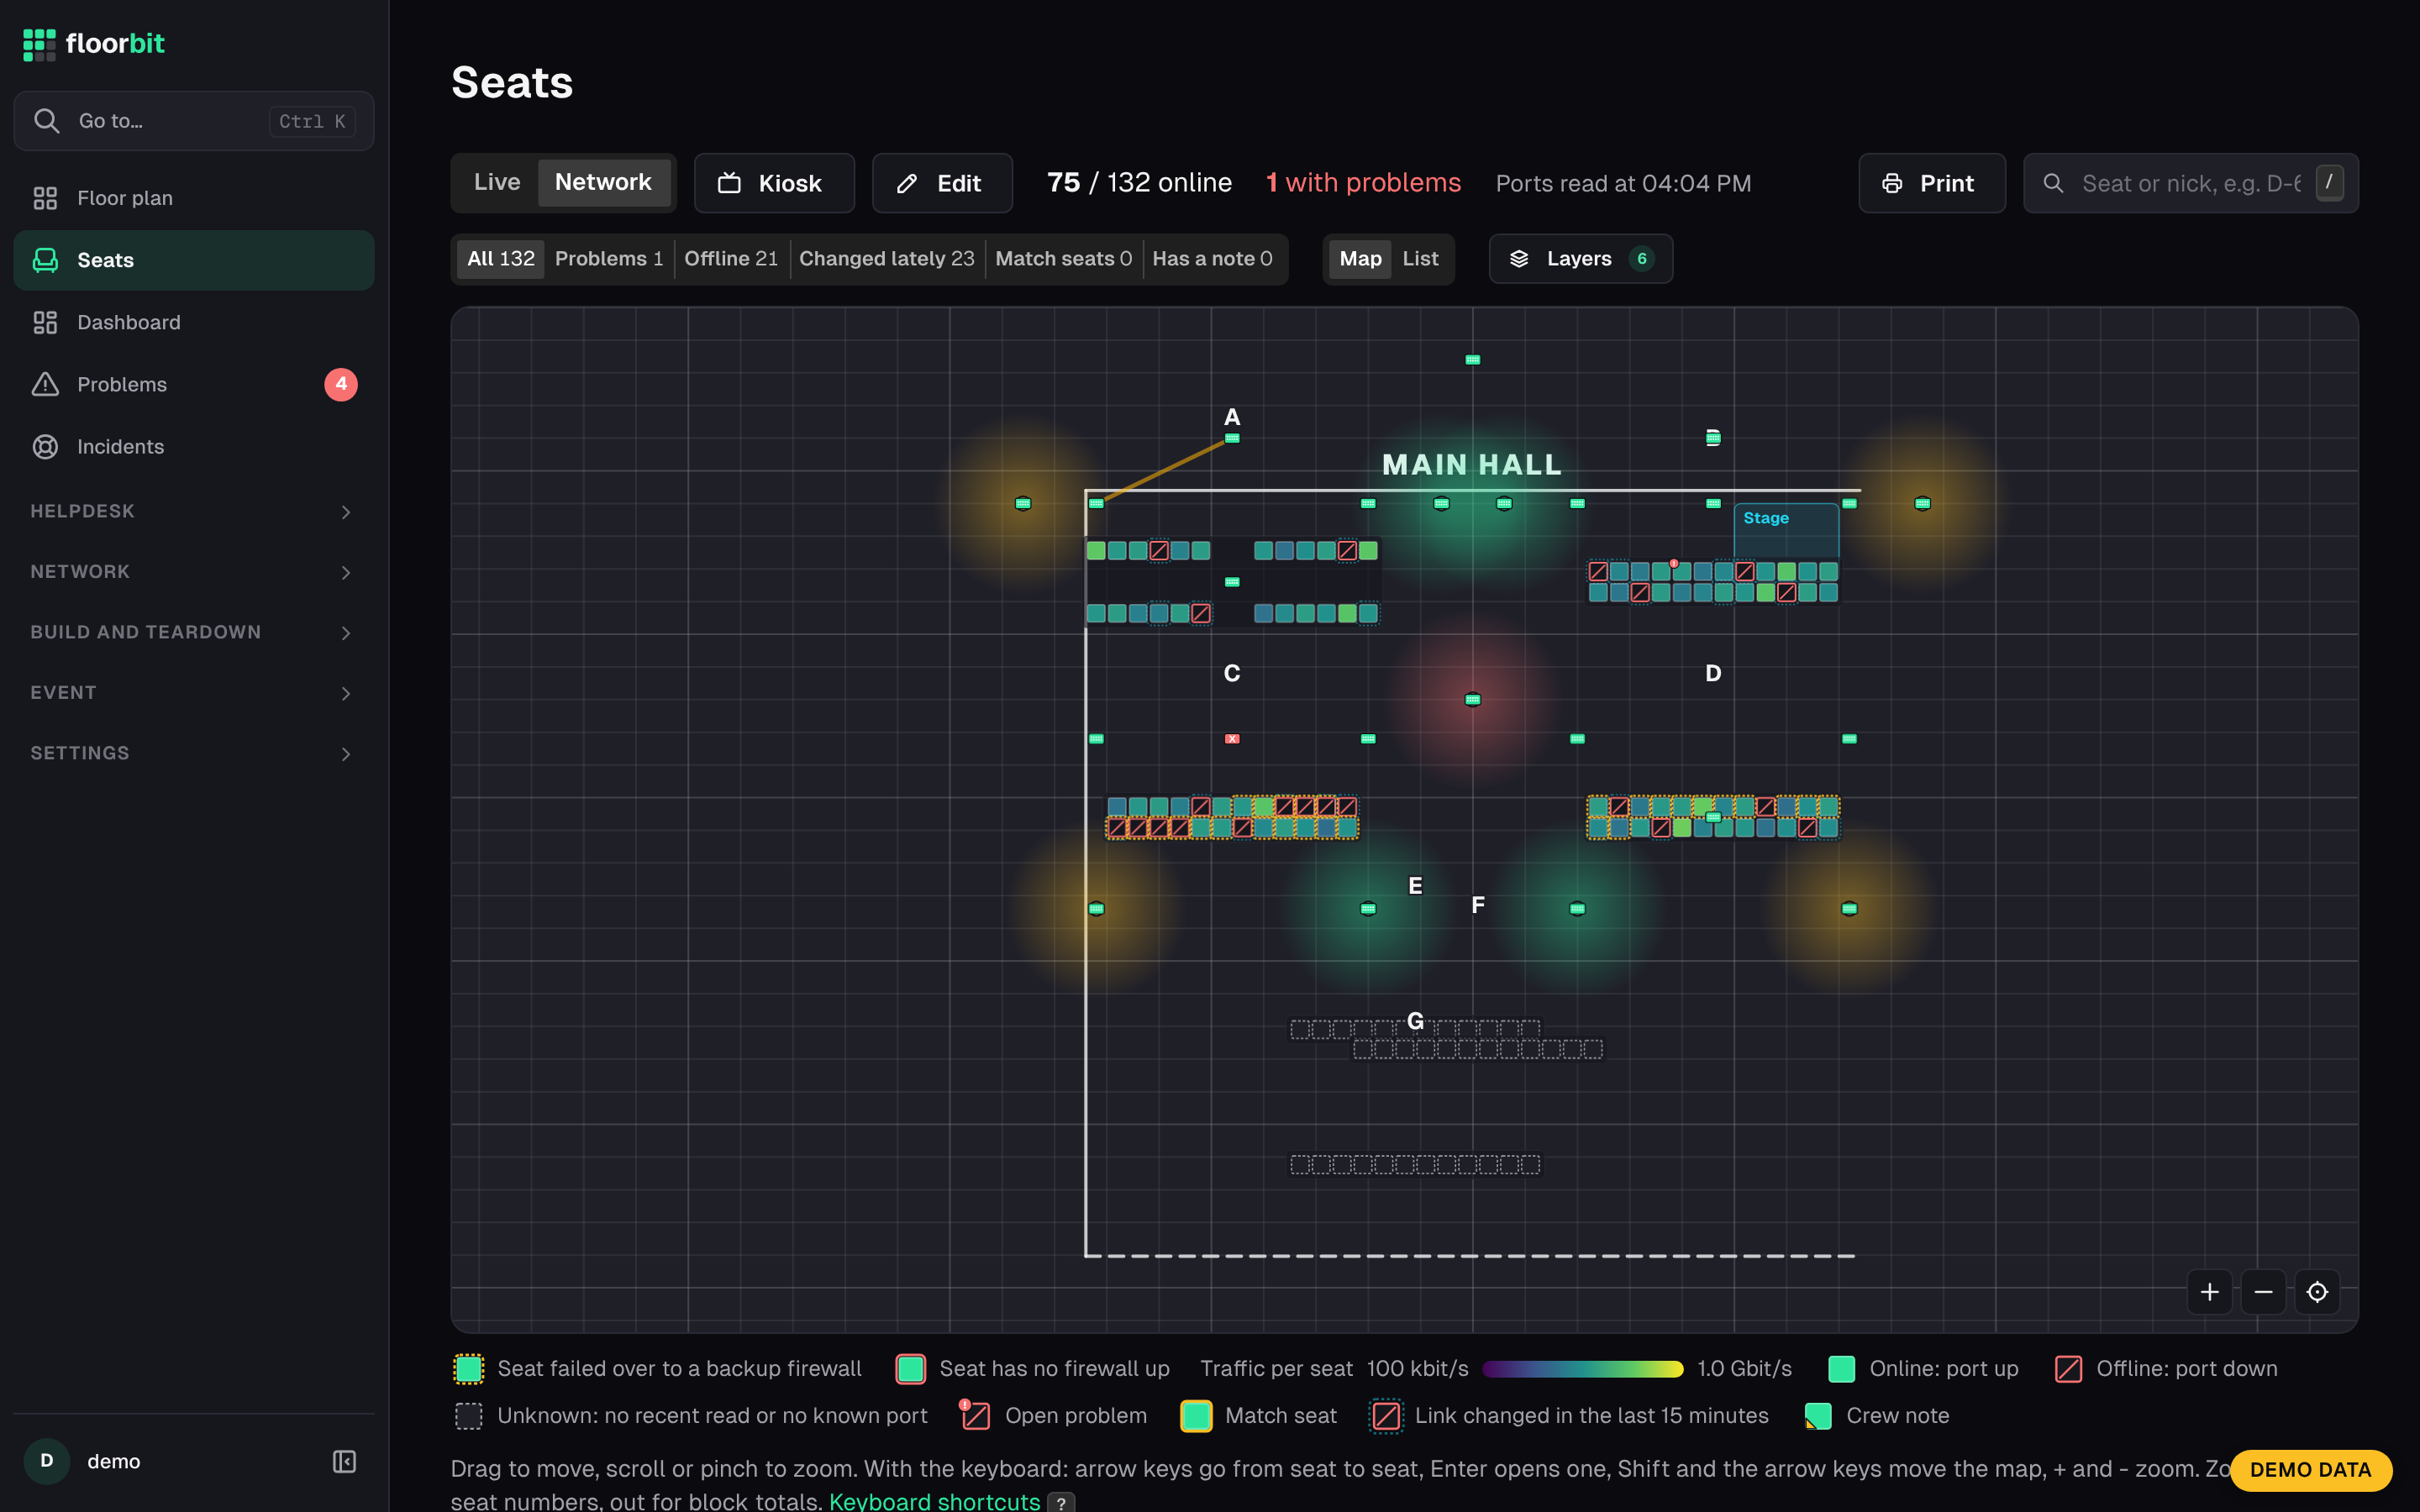 floorbit
Go to… Ctrl K
Floor plan
Seats
Dashboard
Problems 4
Incidents
HELPDESK
NETWORK
BUILD AND TEARDOWN
EVENT
SETTINGS
D demo
Seats
Live Network Kiosk Edit 75 / 132 online 1 with problems Ports read at 04:04 PM Print Seat or nick, e.g. D-6 /
All 132 Problems 1 Offline 21 Changed lately 23 Match seats 0 Has a note 0 Map List Layers 6
A
MAIN HALL
Stage
C D
E
F
G
Seat failed over to a backup firewall Seat has no firewall up Traffic per seat 100 kbit/s 1.0 Gbit/s Online: port up Offline: port down
Unknown: no recent read or no known port Open problem Match seat Link changed in the last 15 minutes Crew note
Drag to move, scroll or pinch to zoom. With the keyboard: arrow keys go from seat to seat, Enter opens one, Shift and the arrow keys move the map, + and - zoom.
seat numbers, out for block totals. Keyboard shortcuts ?
DEMO DATA